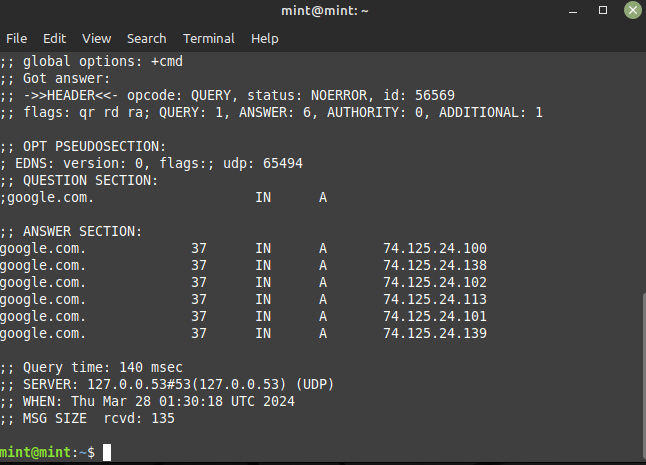 mint@mint: ~
File Edit View Search Terminal Help
;; global options: +cmd
;; Got answer:
;; ->>HEADER<<- opcode: QUERY, status: NOERROR, id: 56569
;; flags: qr rd ra; QUERY: 1, ANSWER: 6, AUTHORITY: 0, ADDITIONAL: 1
;; OPT PSEUDOSECTION:
; EDNS: version: 0, flags:; udp: 65494
;; QUESTION SECTION:
;google.com. IN A
;; ANSWER SECTION:
google.com. 37 IN A 74.125.24.100
google.com. 37 IN A 74.125.24.138
google.com. 37 IN A 74.125.24.102
google.com. 37 IN A 74.125.24.113
google.com. 37 IN A 74.125.24.101
google.com. 37 IN A 74.125.24.139
;; Query time: 140 msec
;; SERVER: 127.0.0.53#53(127.0.0.53) (UDP)
;; WHEN: Thu Mar 28 01:30:18 UTC 2024
;; MSG SIZE rcvd: 135
mint@mint:~$